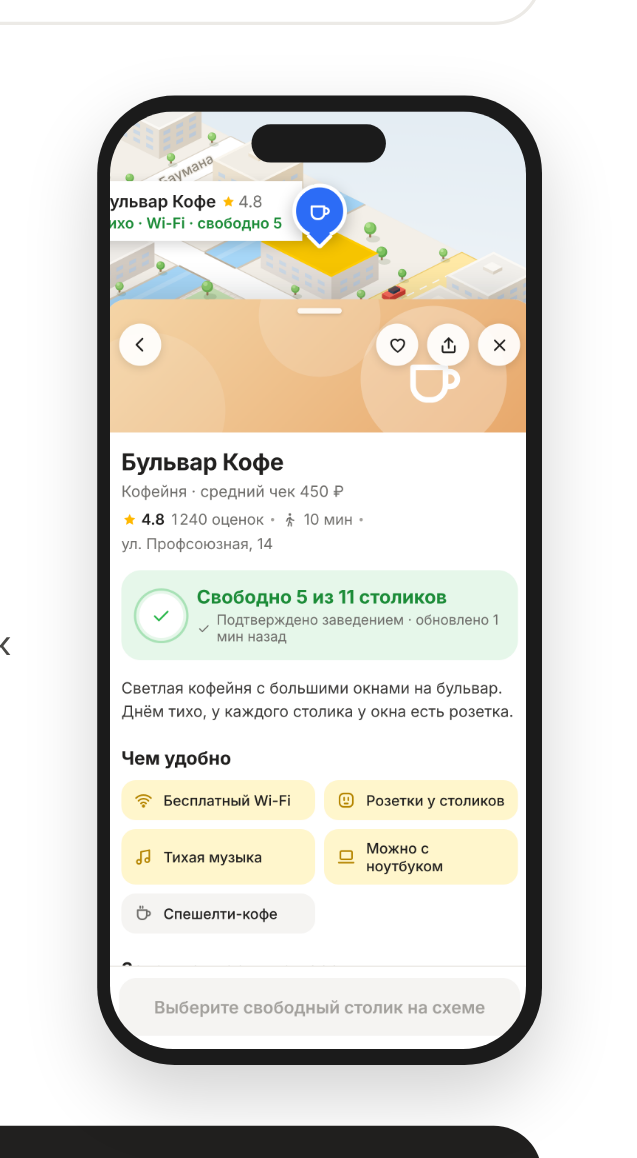 Баумана
ульвар Кофе 4.8
ихо · Wi-Fi · свободно 5
Бульвар Кофе
Кофейня · средний чек 450 ₽
4.8 1 240 оценок • 10 мин •
ул. Профсоюзная, 14
Свободно 5 из 11 столиков
Подтверждено заведением · обновлено 1
мин назад
к
Светлая кофейня с большими окнами на бульвар.
Днём тихо, у каждого столика у окна есть розетка.
Чем удобно
Бесплатный Wi-Fi
Розетки у столиков
Тихая музыка
Можно с
ноутбуком
Спешелти-кофе
Выберите свободный столик на схеме